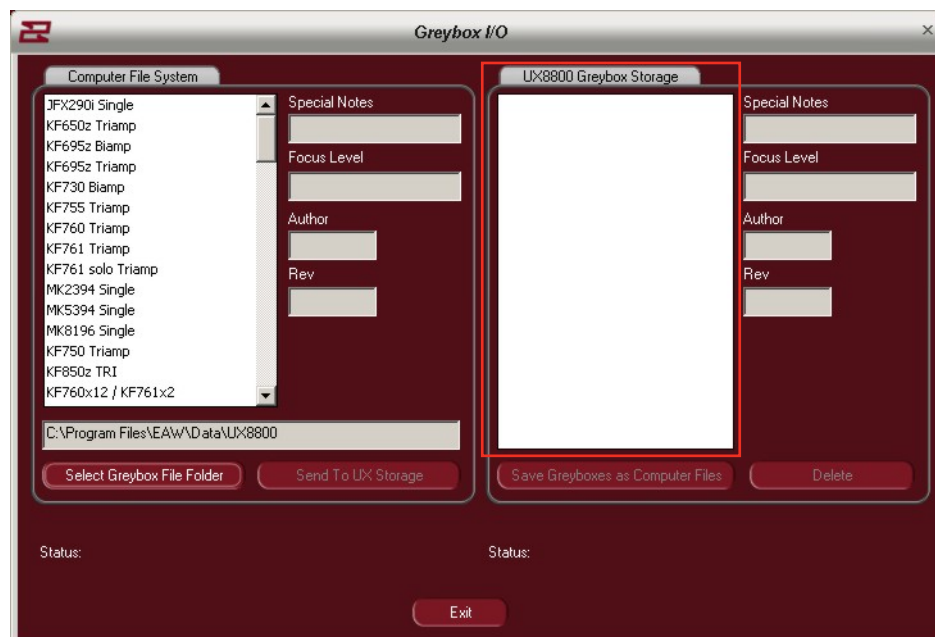 Greybox I/O
Computer File System
JFX290i Single
KF650z Triamp
KF695z Biamp
KF695z Triamp
KF730 Biamp
KF755 Triamp
KF760 Triamp
KF761 Triamp
KF761 solo Triamp
MK2394 Single
MK5394 Single
MK8196 Single
KF750 Triamp
KF850z TRI
KF760x12 / KF761x2
Special Notes
Focus Level
Author
Rev
C:\Program Files\EAW\Data\UX8800
Select Greybox File Folder
Send To UX Storage
UX8800 Greybox Storage
Special Notes
Focus Level
Author
Rev
Save Greyboxes as Computer Files
Delete
Status:
Status:
Exit